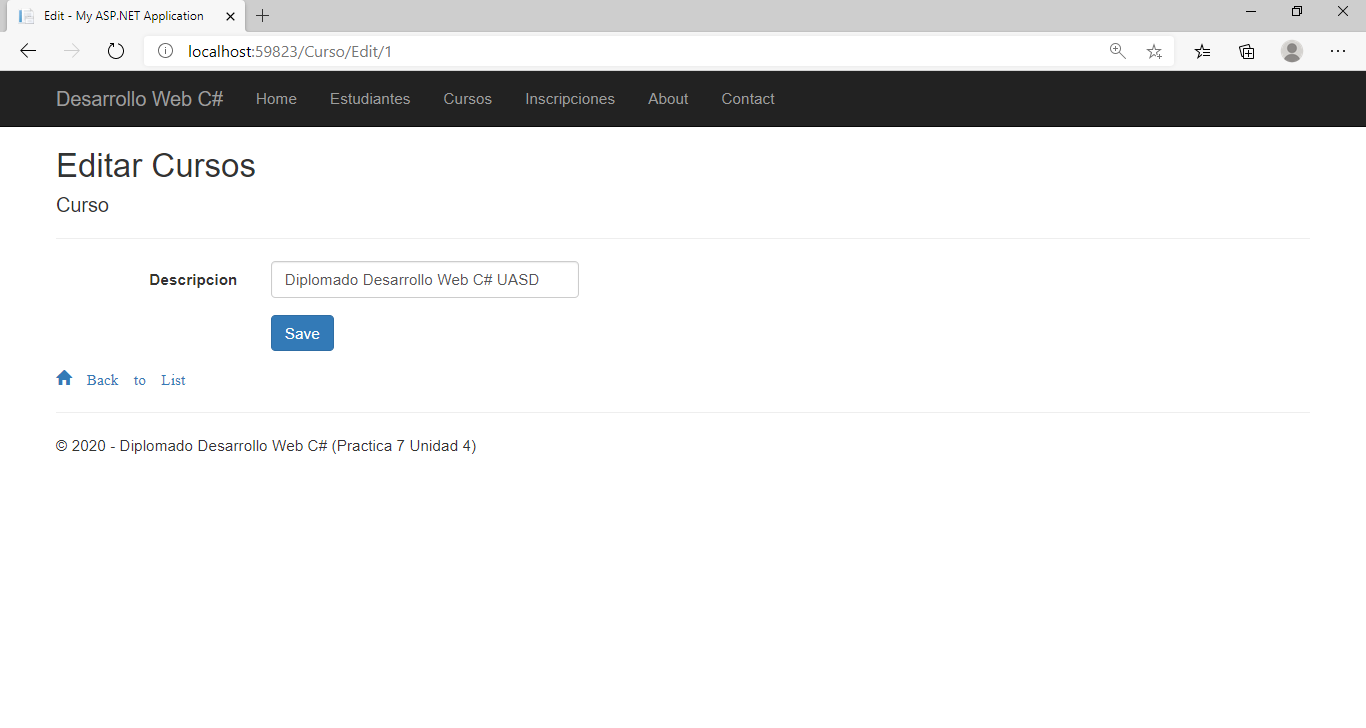 Edit - My ASP.NET Application
localhost:59823/Curso/Edit/1
Desarrollo Web C# Home Estudiantes Cursos Inscripciones About Contact
Editar Cursos
Curso
Descripcion Diplomado Desarrollo Web C# UASD
Save
Back to List
© 2020 - Diplomado Desarrollo Web C# (Practica 7 Unidad 4)